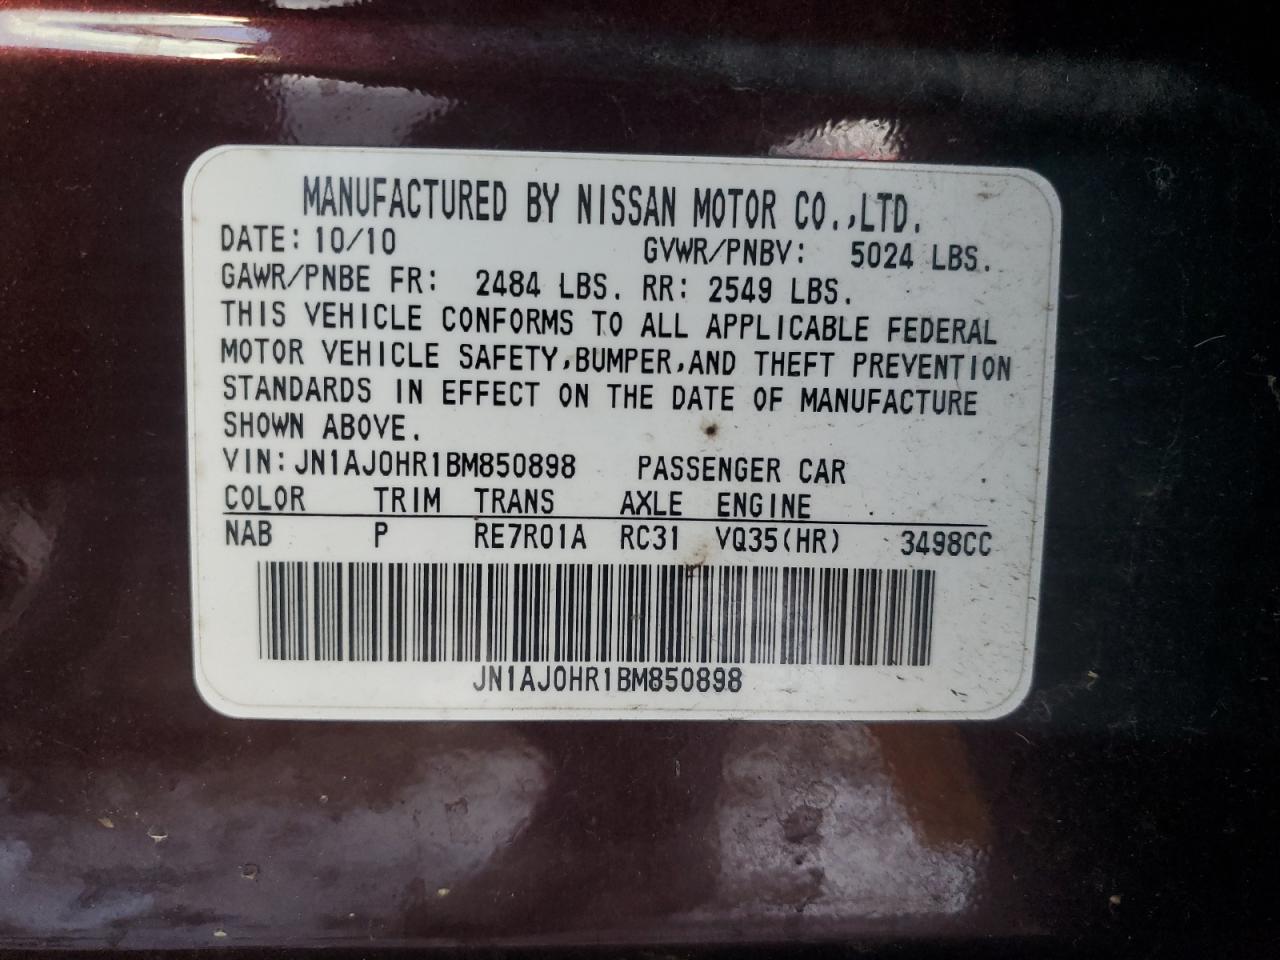 MANUFACTURED BY NISSAN MOTOR CO.,LTD.
DATE: 10/10 GVWR/PNBV: 5024 LBS.
GAWR/PNBE FR: 2484 LBS. RR: 2549 LBS.
THIS VEHICLE CONFORMS TO ALL APPLICABLE FEDERAL
MOTOR VEHICLE SAFETY,BUMPER,AND THEFT PREVENTION
STANDARDS IN EFFECT ON THE DATE OF MANUFACTURE
SHOWN ABOVE.
VIN:JN1AJ0HR1BM850898 PASSENGER CAR
COLOR TRIM TRANS AXLE ENGINE
NAB P RE7R01A RC31 VQ35(HR) 3498CC
JN1AJ0HR1BM850898